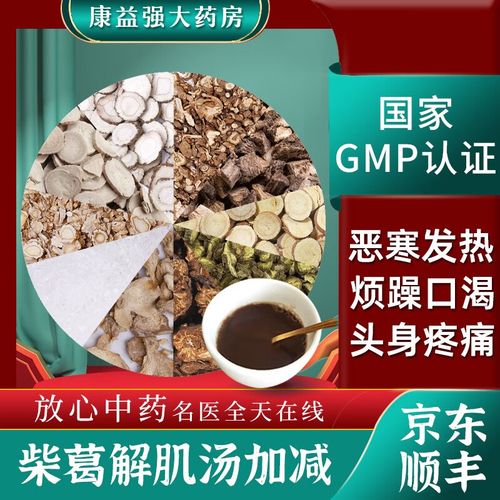 康益强大药房
国家
GMP认证
恶寒发热
烦躁口渴
头身疼痛
放心中药 名医全天在线
柴葛解肌汤加减
京东
顺丰